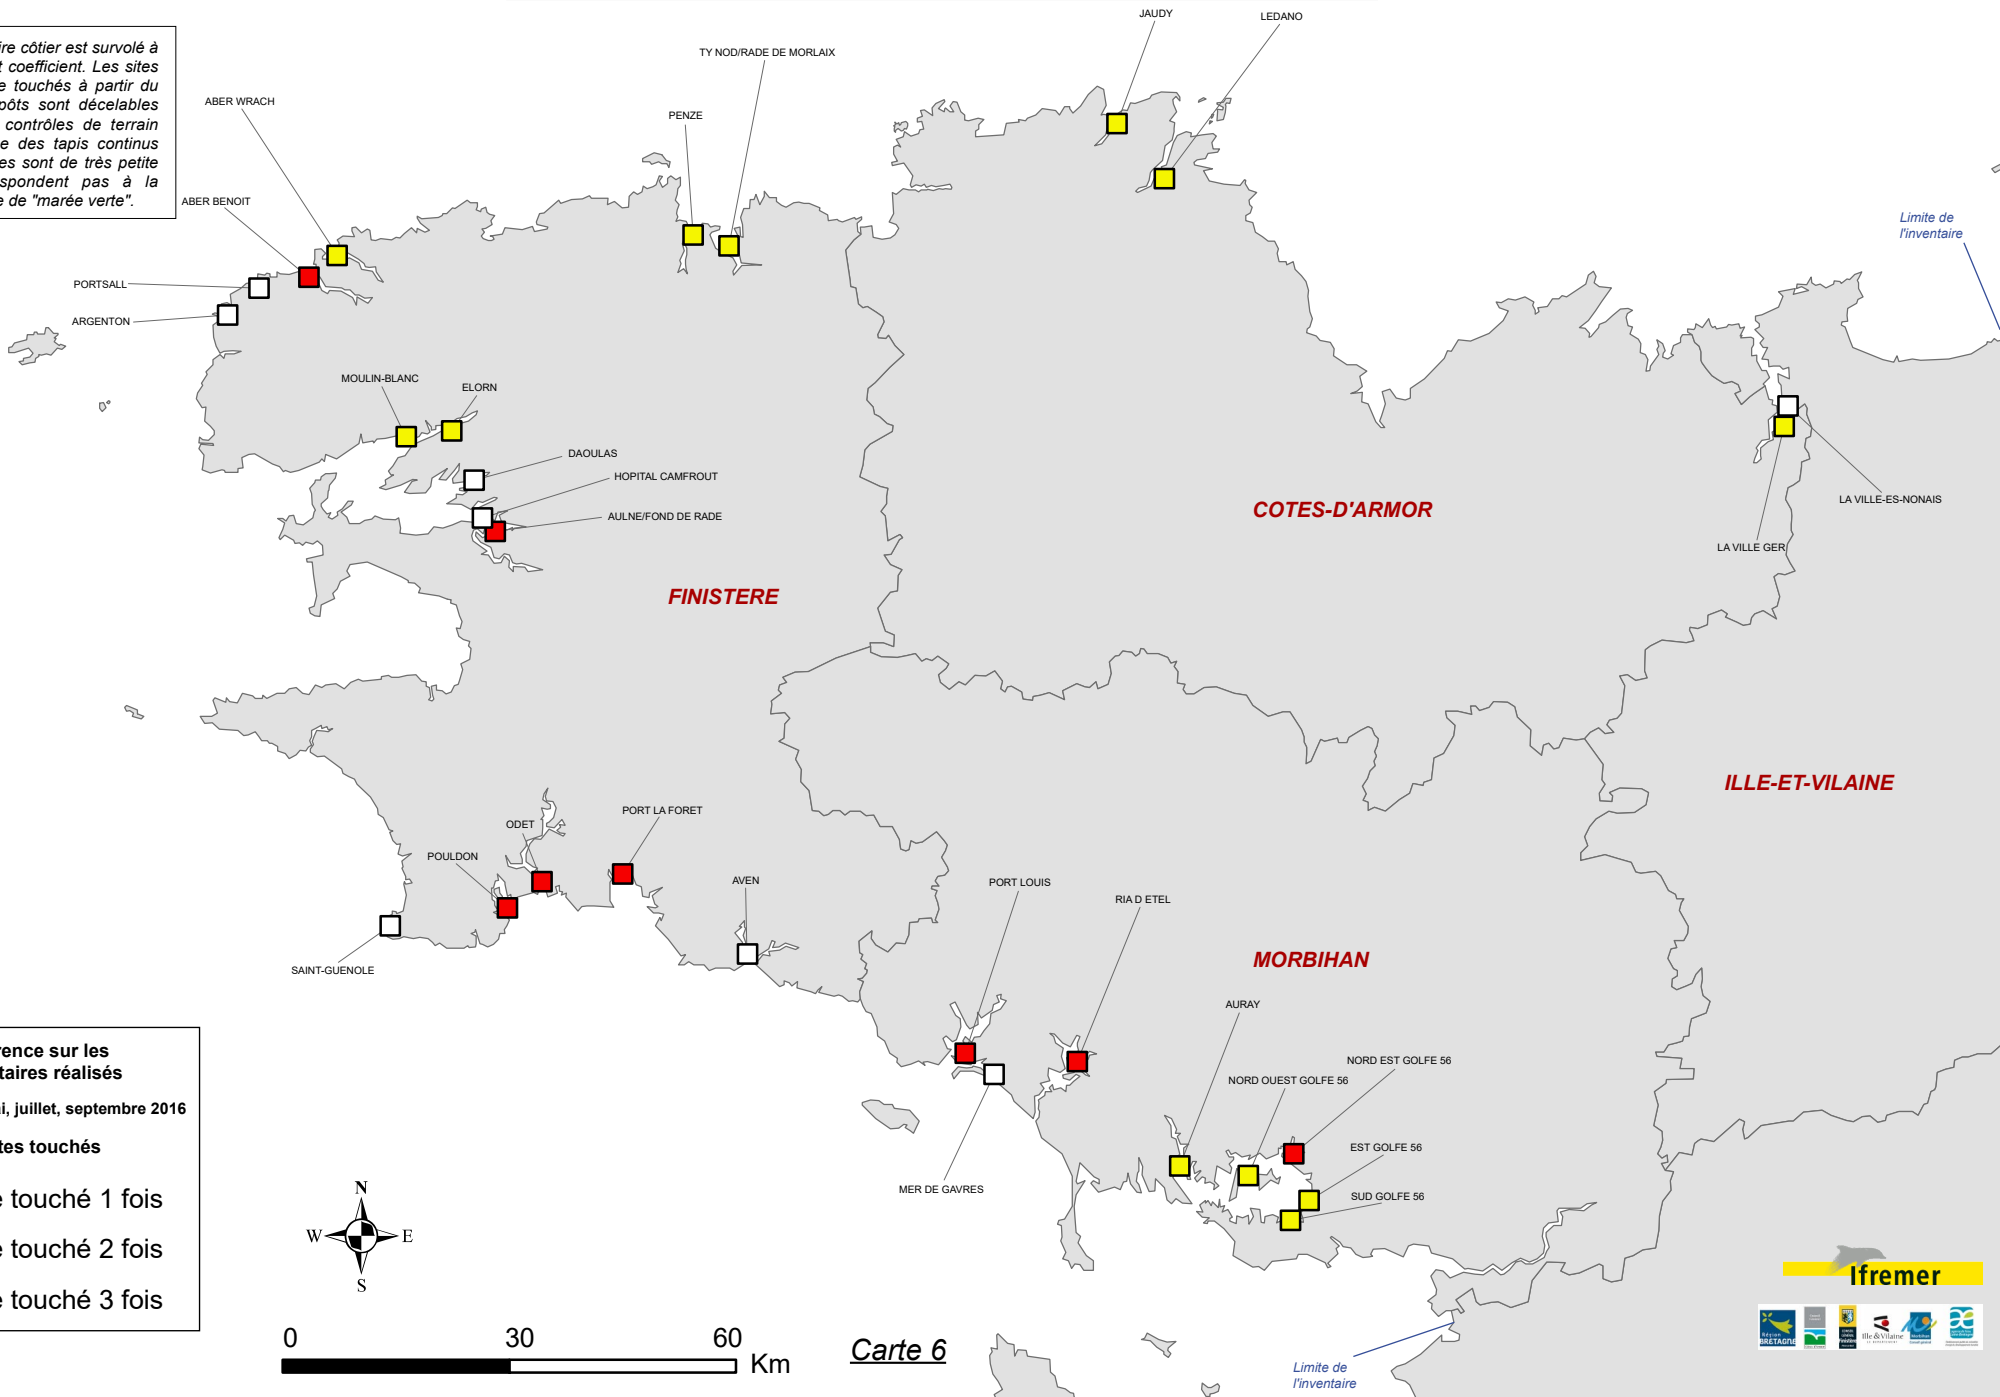 JAUDY
LEDANO
ire côtier est survolé à
t coefficient. Les sites
e touchés à partir du
pôts sont décelables
contrôles de terrain
e des tapis continus
es sont de très petite
spondent pas à la
e de "marée verte".
TY NOD/RADE DE MORLAIX
ABER WRACH
PENZE
ABER BENOIT
Limite de
l'inventaire
PORTSALL
ARGENTON
MOULIN-BLANC
ELORN
DAOULAS
HOPITAL CAMFROUT
AULNE/FOND DE RADE
LA VILLE-ES-NONAIS
COTES-D'ARMOR
LA VILLE GER
FINISTERE
ILLE-ET-VILAINE
PORT LA FORET
ODET
POULDON
AVEN
PORT LOUIS
RIA D ETEL
SAINT-GUENOLE
MORBIHAN
AURAY
NORD EST GOLFE 56
NORD OUEST GOLFE 56
EST GOLFE 56
SUD GOLFE 56
MER DE GAVRES
rence sur les
taires réalisés
i, juillet, septembre 2016
tes touchés
e touché 1 fois
e touché 2 fois
e touché 3 fois
N
W E
S
0 30 60
Km
Carte 6
Limite de
l'inventaire
Ifremer
Région
BRETAGNE
Finistère
Ille & Vilaine
Morbihan